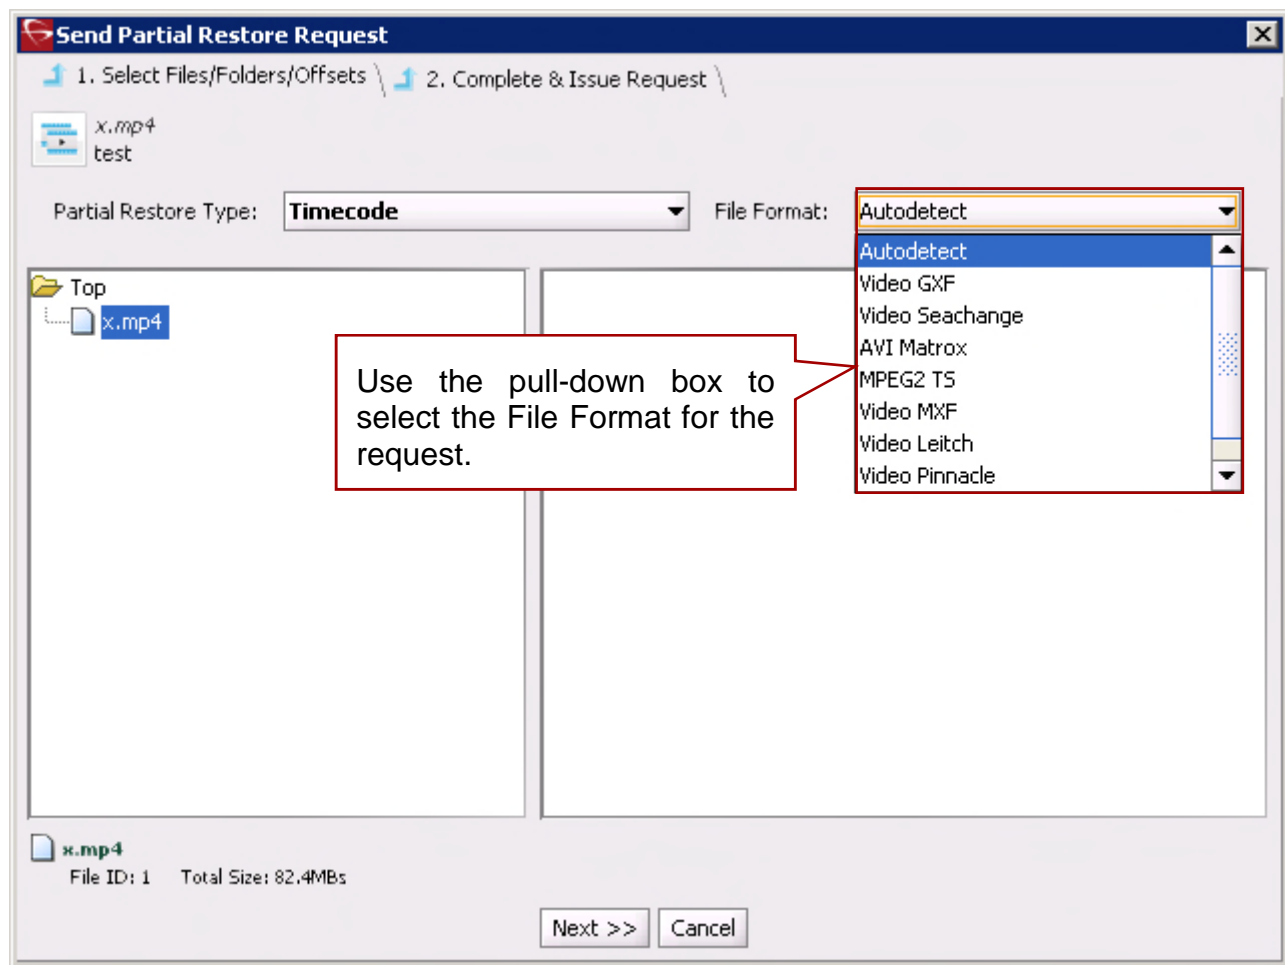 Send Partial Restore Request
1. Select Files/Folders/Offsets \ 2. Complete & Issue Request \
x.mp4
test
Partial Restore Type: Timecode File Format: Autodetect
Autodetect
Video GXF
Video Seachange
AVI Matrox
MPEG2 TS
Video MXF
Video Leitch
Video Pinnacle
Top
x.mp4
Use the pull-down box to
select the File Format for the
request.
x.mp4
File ID: 1 Total Size: 82.4MBs
Next >> Cancel